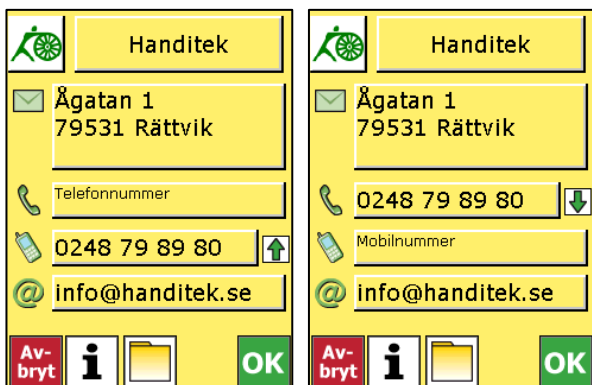 Handitek
Ågatan 1
79531 Rättvik
Telefonnummer
0248 79 89 80
@ info@handitek.se
Av-
bryt
i
OK
Handitek
Ågatan 1
79531 Rättvik
0248 79 89 80
Mobilnummer
@ info@handitek.se
Av-
bryt
i
OK